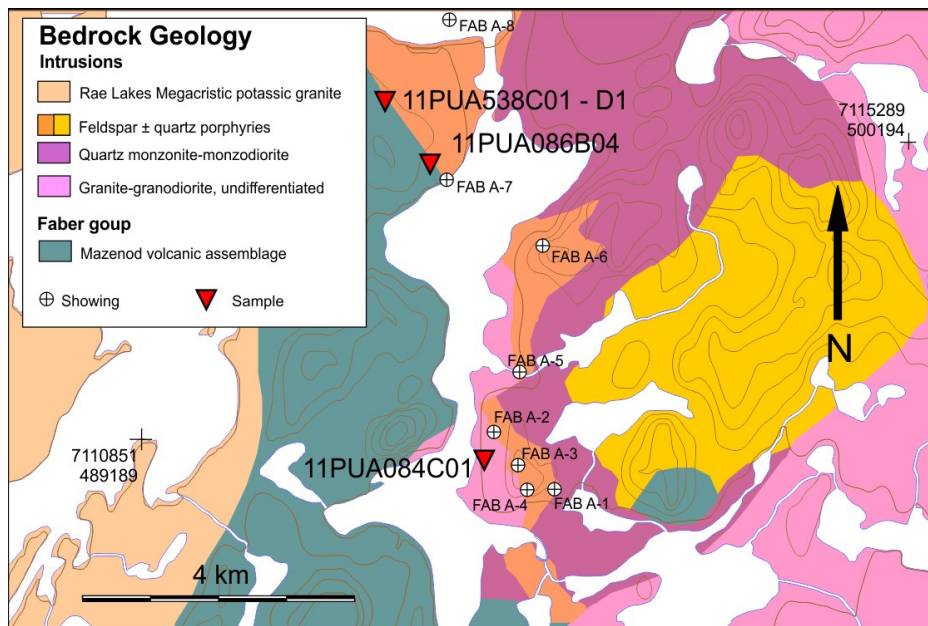 Bedrock Geology
Intrusions
Rae Lakes Megacristic potassic granite
Feldspar ± quartz porphyries
Quartz monzonite-monzodiorite
Granite-granodiorite, undifferentiated
Faber goup
Mazenod volcanic assemblage
Showing
Sample
FAB A-8
11PUA538C01 - D1
11PUA086B04
7115289
500194
FAB A-7
FAB A-6
N
FAB A-5
FAB A-2
7110851
489189
11PUA084C01
FAB A-3
FAB A-4
FAB A-1
4 km